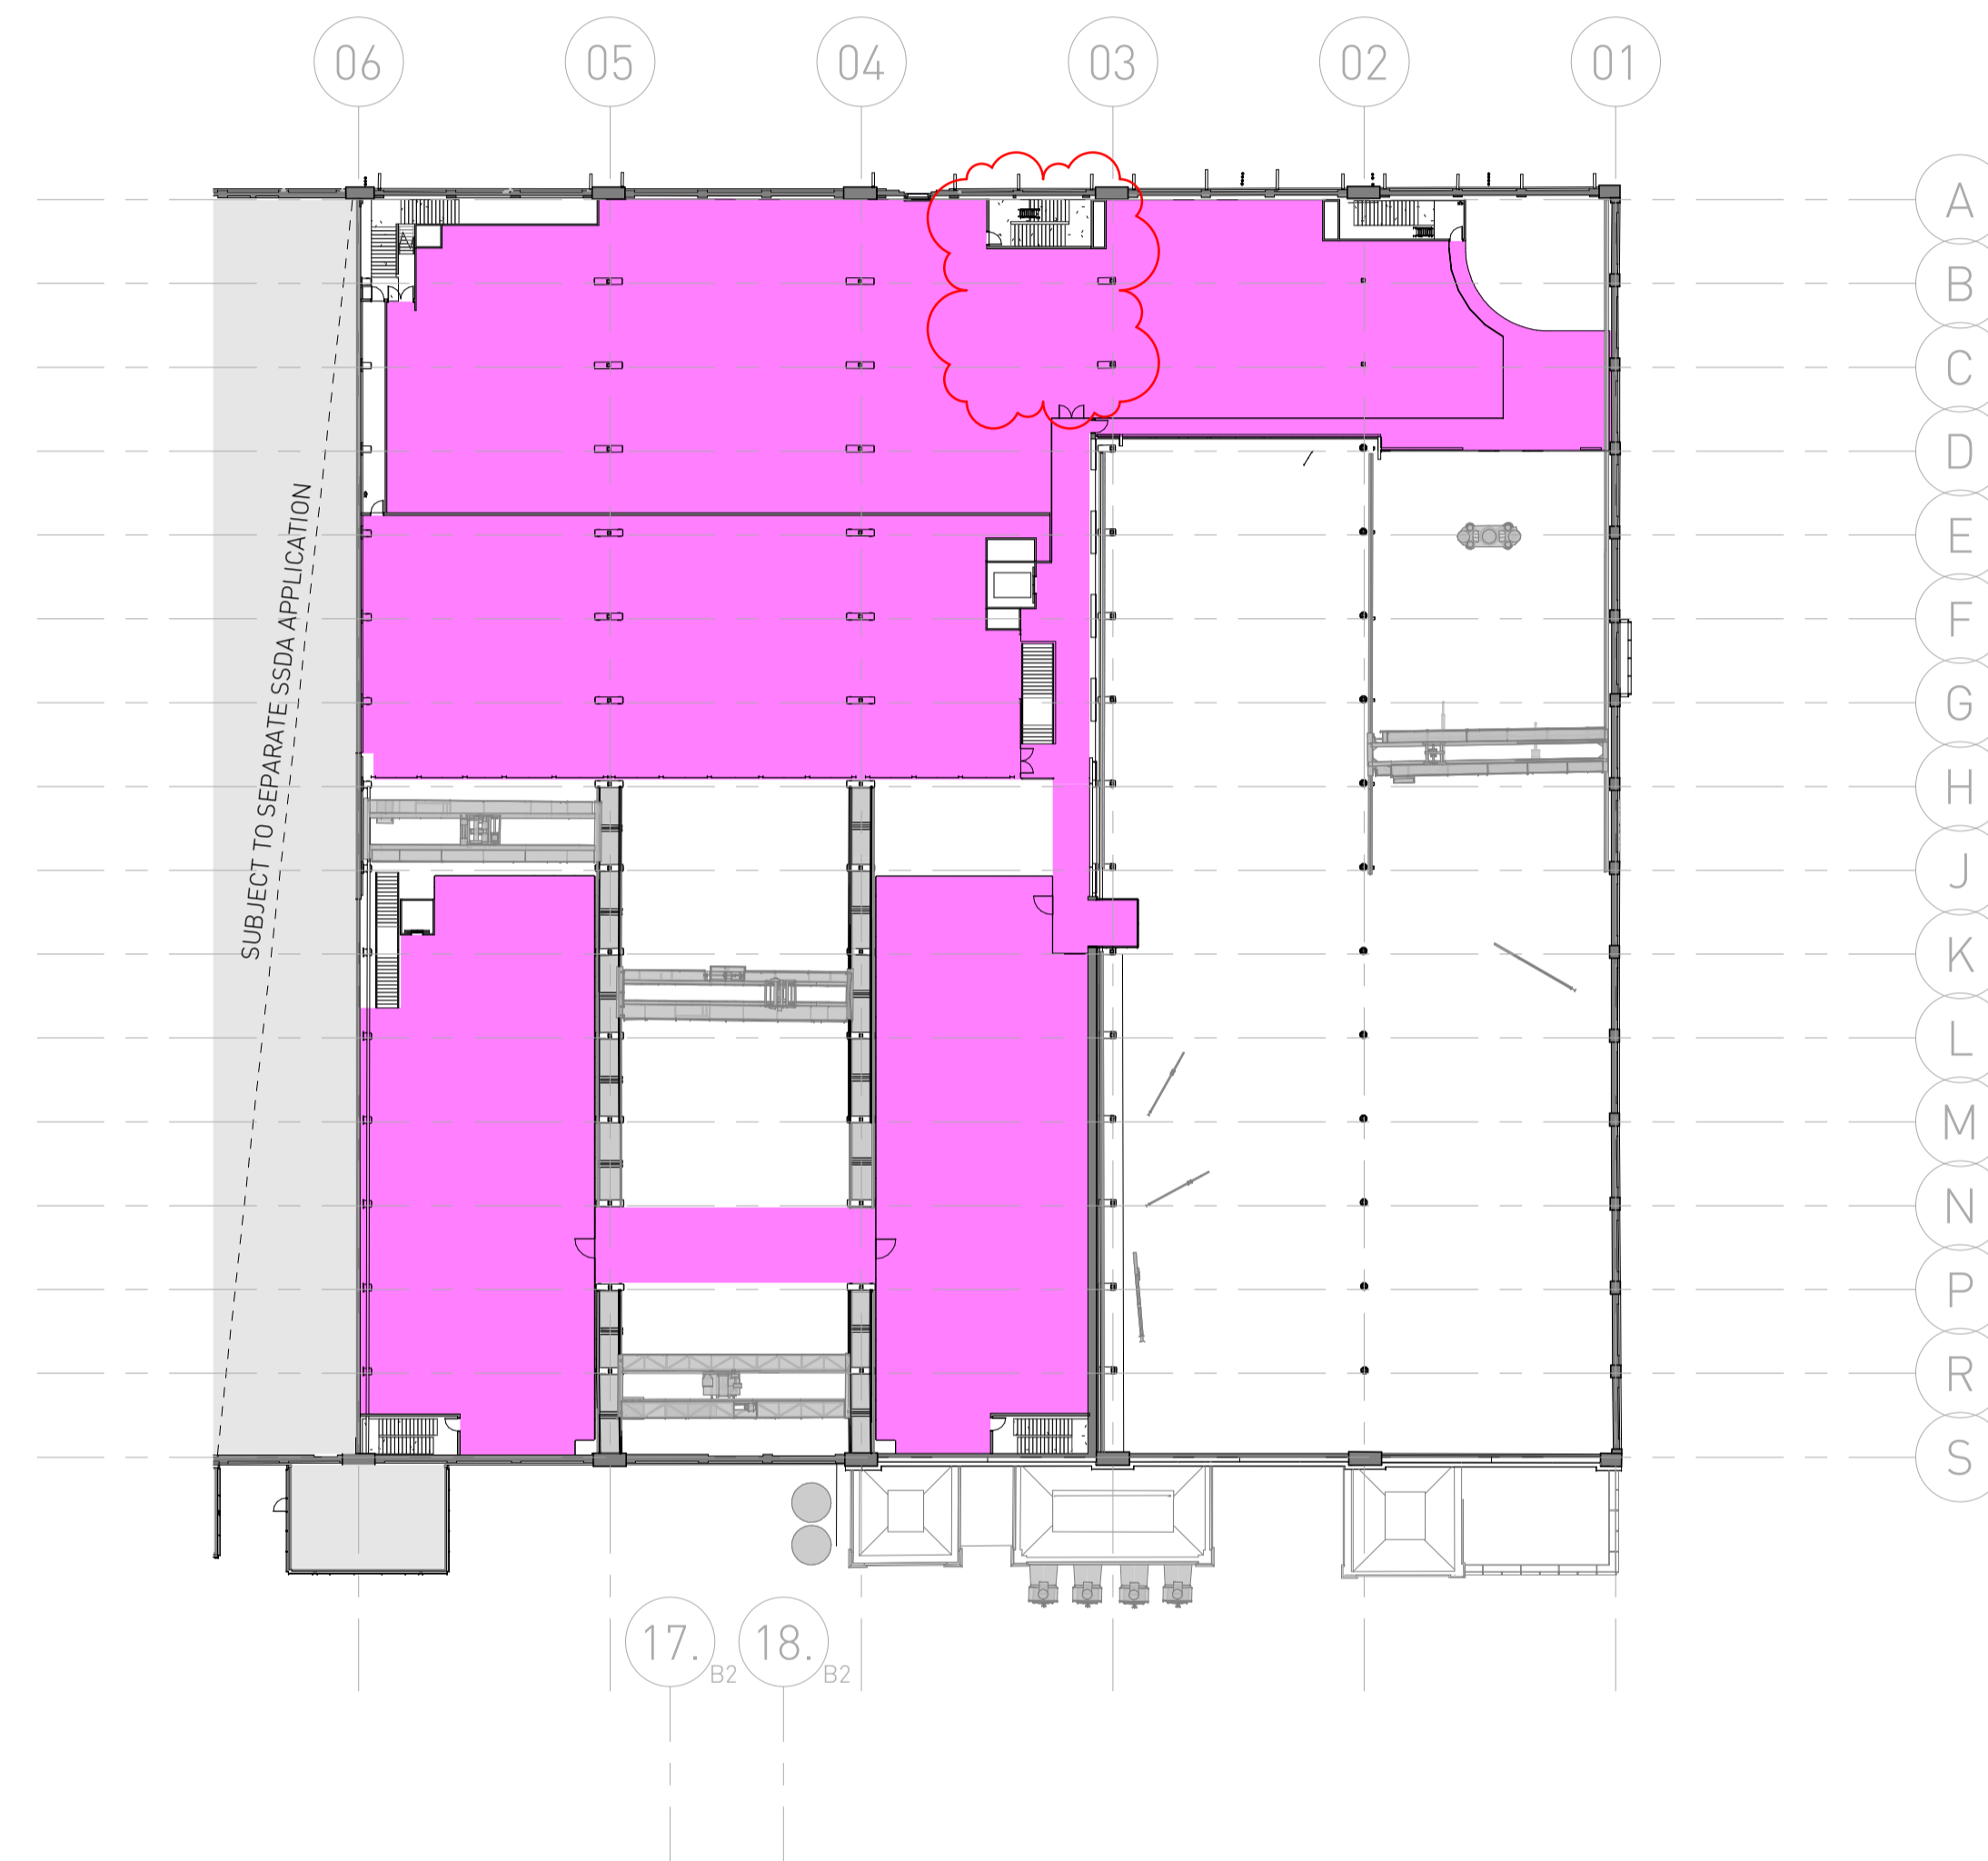 06
05
04
03
02
01
A
B
C
D
E
F
G
H
J
K
L
M
N
P
R
S
SUBJECT TO SEPARATE SSDA APPLICATION
17.
B2
18.
B2